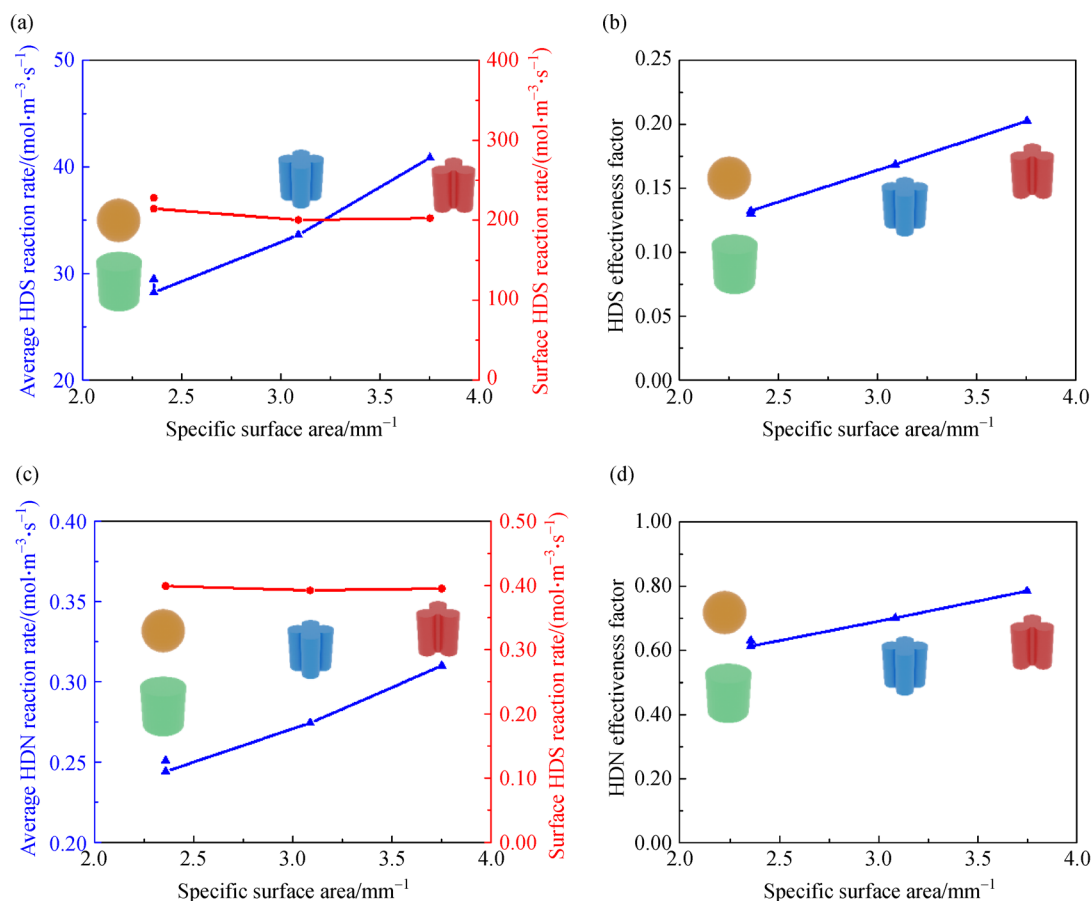 (a)
Average HDS reaction rate/(mol·m⁻³·s⁻¹)
50
40
30
20
Surface HDS reaction rate/(mol·m⁻³·s⁻¹)
400
300
200
100
0
2.0 2.5 3.0 3.5 4.0
Specific surface area/mm⁻¹
(b)
HDS effectiveness factor
0.25
0.20
0.15
0.10
0.05
0.00
2.0 2.5 3.0 3.5 4.0
Specific surface area/mm⁻¹
(c)
Average HDN reaction rate/(mol·m⁻³·s⁻¹)
0.40
0.35
0.30
0.25
0.20
Surface HDS reaction rate/(mol·m⁻³·s⁻¹)
0.50
0.40
0.30
0.20
0.10
0.00
2.0 2.5 3.0 3.5 4.0
Specific surface area/mm⁻¹
(d)
HDN effectiveness factor
1.00
0.80
0.60
0.40
0.20
0.00
2.0 2.5 3.0 3.5 4.0
Specific surface area/mm⁻¹